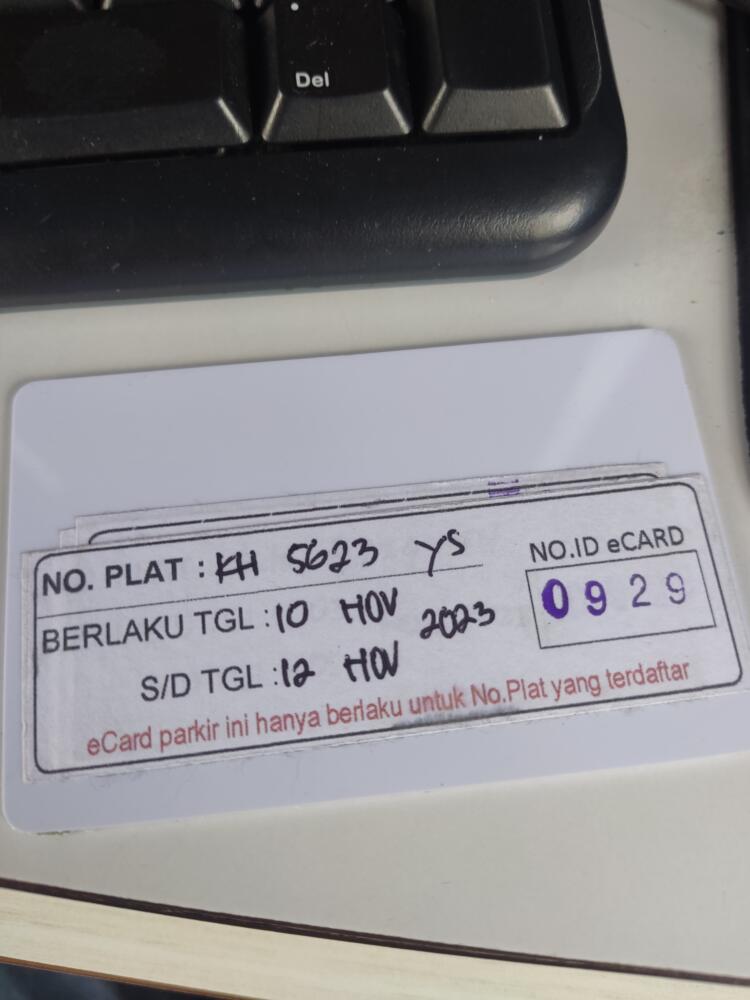 Del
NO. PLAT : KH 5623 YS
NO.ID eCARD
BERLAKU TGL : 10 NOV 2023
0929
S/D TGL : 12 NOV
eCard parkir ini hanya berlaku untuk No.Plat yang terdaftar